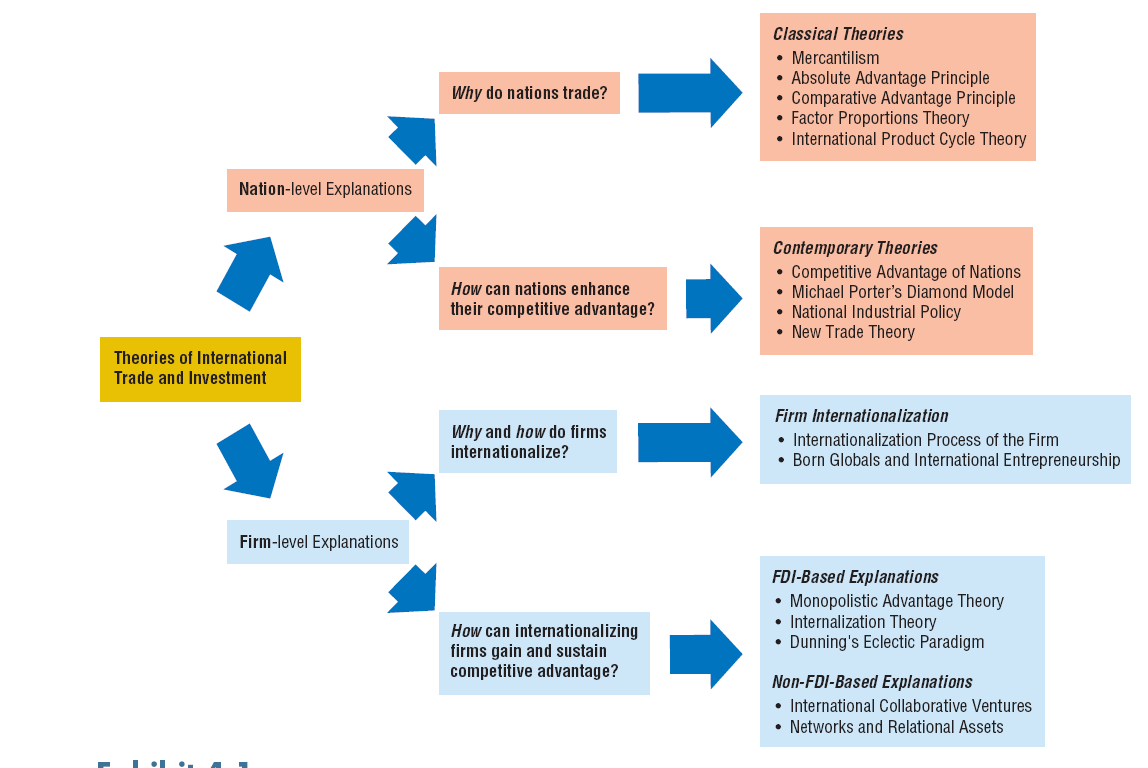 Classical Theories
• Mercantilism
Why do nations trade?
• Absolute Advantage Principle
• Comparative Advantage Principle
• Factor Proportions Theory
• International Product Cycle Theory
Nation-level Explanations
Contemporary Theories
• Competitive Advantage of Nations
How can nations enhance
their competitive advantage?
• Michael Porter’s Diamond Model
• National Industrial Policy
• New Trade Theory
Theories of International
Trade and Investment
Why and how do firms
internationalize?
Firm Internationalization
• Internationalization Process of the Firm
• Born Globals and International Entrepreneurship
Firm-level Explanations
How can internationalizing
firms gain and sustain
competitive advantage?
FDI-Based Explanations
• Monopolistic Advantage Theory
• Internalization Theory
• Dunning's Eclectic Paradigm
Non-FDI-Based Explanations
• International Collaborative Ventures
• Networks and Relational Assets